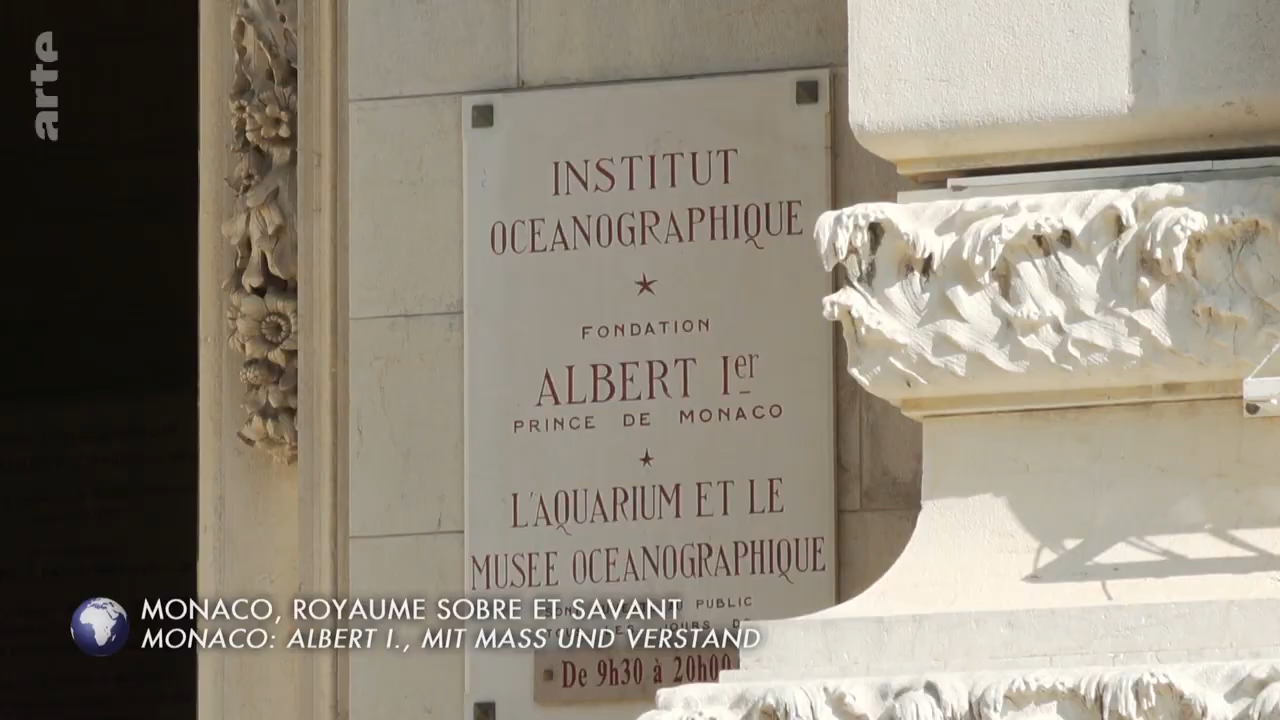 arte
INSTITUT
OCEANOGRAPHIQUE
FONDATION
ALBERT Ier
PRINCE DE MONACO
L'AQUARIUM ET LE
MUSEE OCEANOGRAPHIQUE
PUBLIC
MONACO, ROYAUME SOBRE ET SAVANT
MONACO: ALBERT I., MIT MASS UND VERSTAND
De 9h30 à 20h00